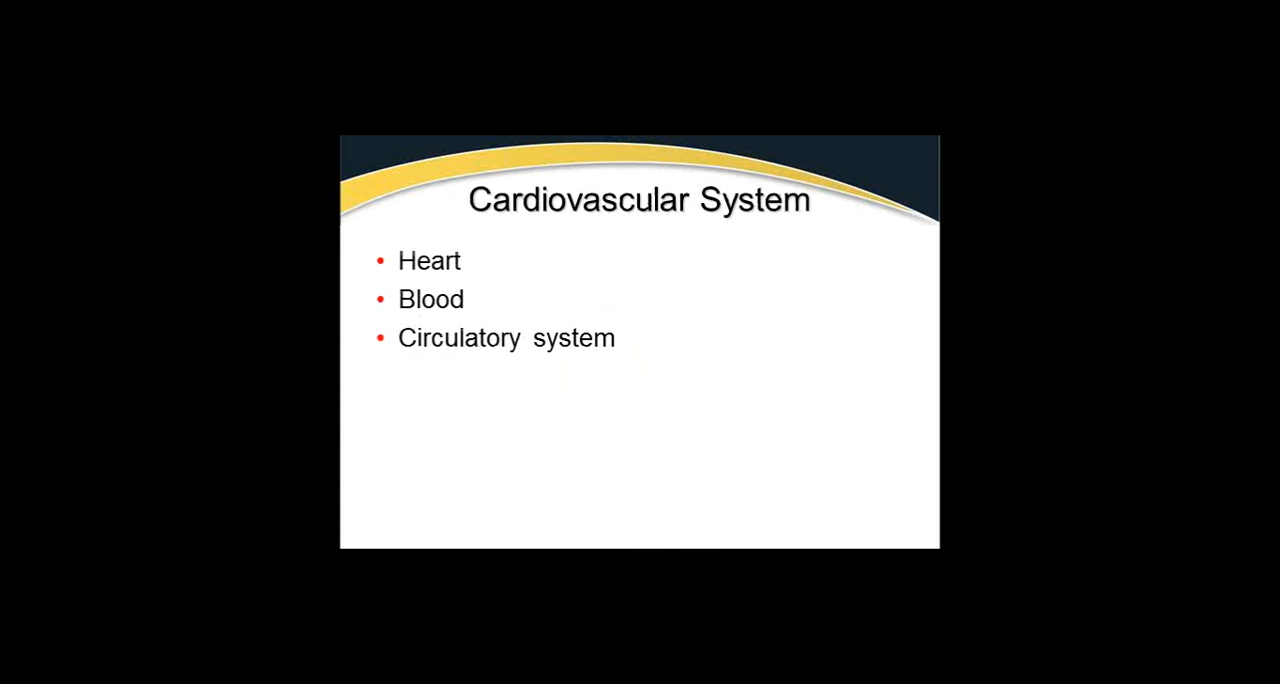 Cardiovascular System
• Heart
• Blood
• Circulatory system